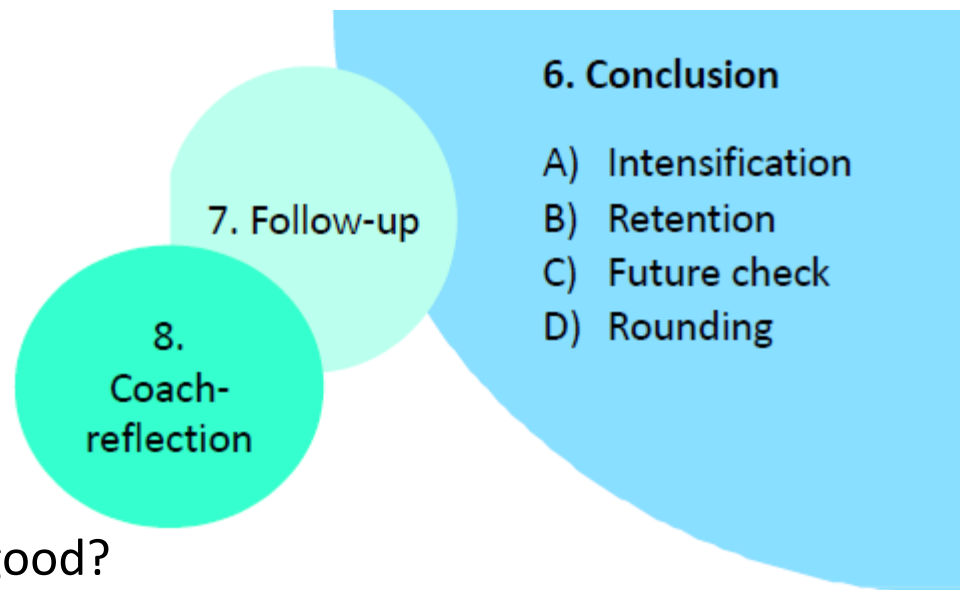 6. Conclusion
A) Intensification
B) Retention
C) Future check
D) Rounding
7. Follow-up
8.
Coach-
reflection